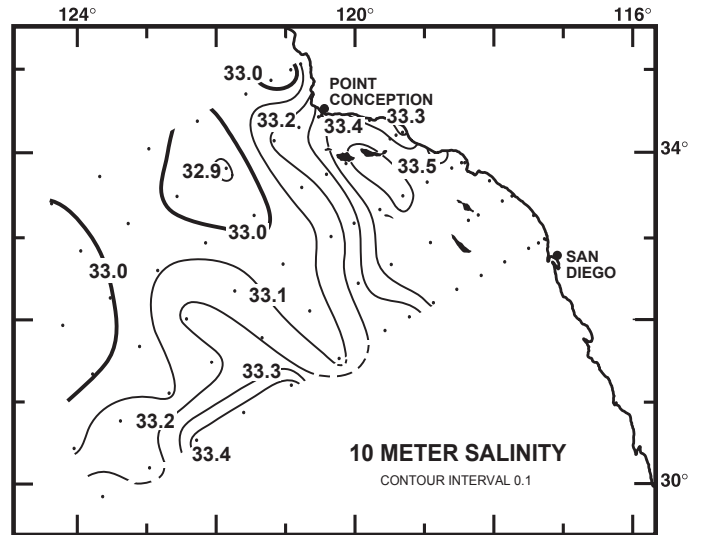 124° 120° 116°
33.0
POINT
CONCEPTION
33.2 33.4 33.3
34°
32.9 33.5
33.0
33.0
SAN
DIEGO
33.1
33.3
33.2
33.4
10 METER SALINITY
CONTOUR INTERVAL 0.1
30°